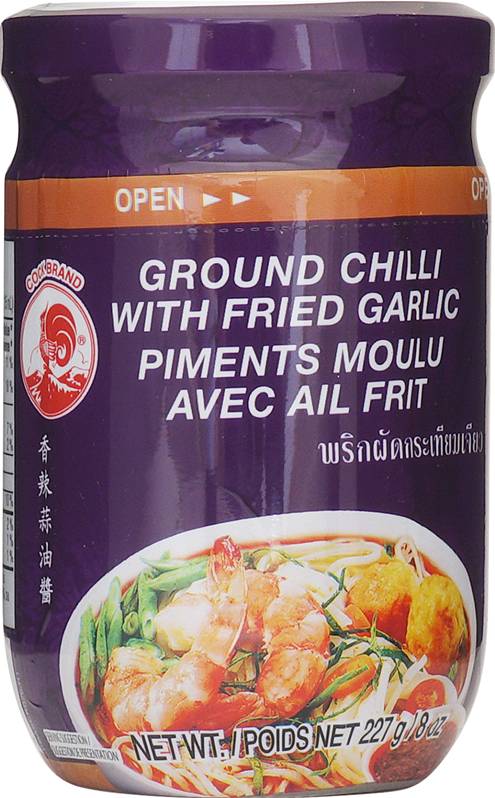 OPEN
COCK BRAND
®
GROUND CHILLI
WITH FRIED GARLIC
PIMENTS MOULU
AVEC AIL FRIT
พริกผัดกระเทียมเจียว
香辣蒜油醬
NET WT. / POIDS NET 227 g / 8 oz